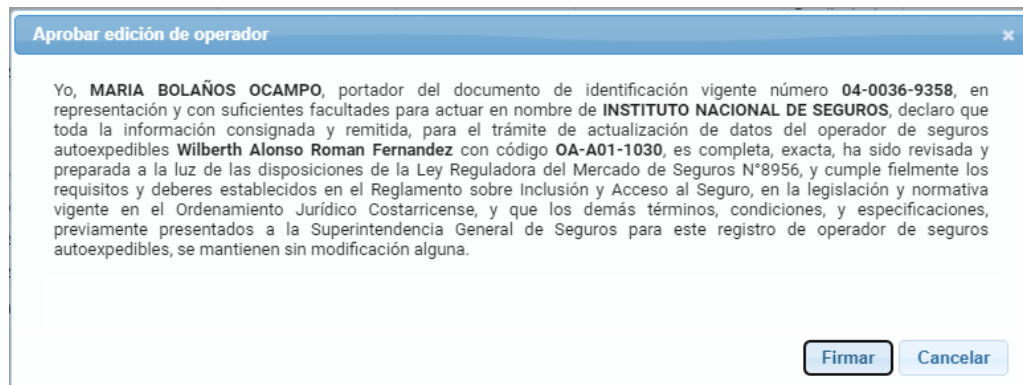 Aprobar edición de operador
Yo, MARIA BOLAÑOS OCAMPO, portador del documento de identificación vigente número 04-0036-9358, en
representación y con suficientes facultades para actuar en nombre de INSTITUTO NACIONAL DE SEGUROS, declaro que
toda la información consignada y remitida, para el trámite de actualización de datos del operador de seguros
autoexpedibles Wilberth Alonso Roman Fernandez con código OA-A01-1030, es completa, exacta, ha sido revisada y
preparada a la luz de las disposiciones de la Ley Reguladora del Mercado de Seguros N°8956, y cumple fielmente los
requisitos y deberes establecidos en el Reglamento sobre Inclusión y Acceso al Seguro, en la legislación y normativa
vigente en el Ordenamiento Jurídico Costarricense, y que los demás términos, condiciones, y especificaciones,
previamente presentados a la Superintendencia General de Seguros para este registro de operador de seguros
autoexpedibles, se mantienen sin modificación alguna.
Firmar Cancelar